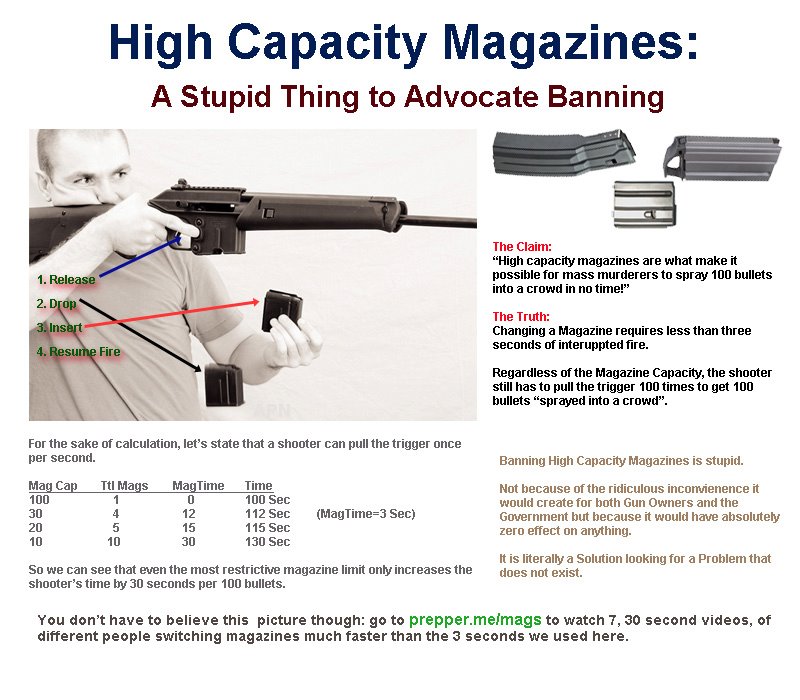 High Capacity Magazines:
A Stupid Thing to Advocate Banning
1. Release
2. Drop
3. Insert
4. Resume Fire
ARN
The Claim:
“High capacity magazines are what make it
possible for mass murderers to spray 100 bullets
into a crowd in no time!”
The Truth:
Changing a Magazine requires less than three
seconds of interuppted fire.
Regardless of the Magazine Capacity, the shooter
still has to pull the trigger 100 times to get 100
bullets “sprayed into a crowd”.
For the sake of calculation, let’s state that a shooter can pull the trigger once
per second.
Mag Cap Ttl Mags MagTime Time
100 1 0 100 Sec
30 4 12 112 Sec (MagTime=3 Sec)
20 5 15 115 Sec
10 10 30 130 Sec
So we can see that even the most restrictive magazine limit only increases the
shooter’s time by 30 seconds per 100 bullets.
Banning High Capacity Magazines is stupid.
Not because of the ridiculous inconvienence it
would create for both Gun Owners and the
Government but because it would have absolutely
zero effect on anything.
It is literally a Solution looking for a Problem that
does not exist.
You don’t have to believe this picture though: go to prepper.me/mags to watch 7, 30 second videos, of
different people switching magazines much faster than the 3 seconds we used here.